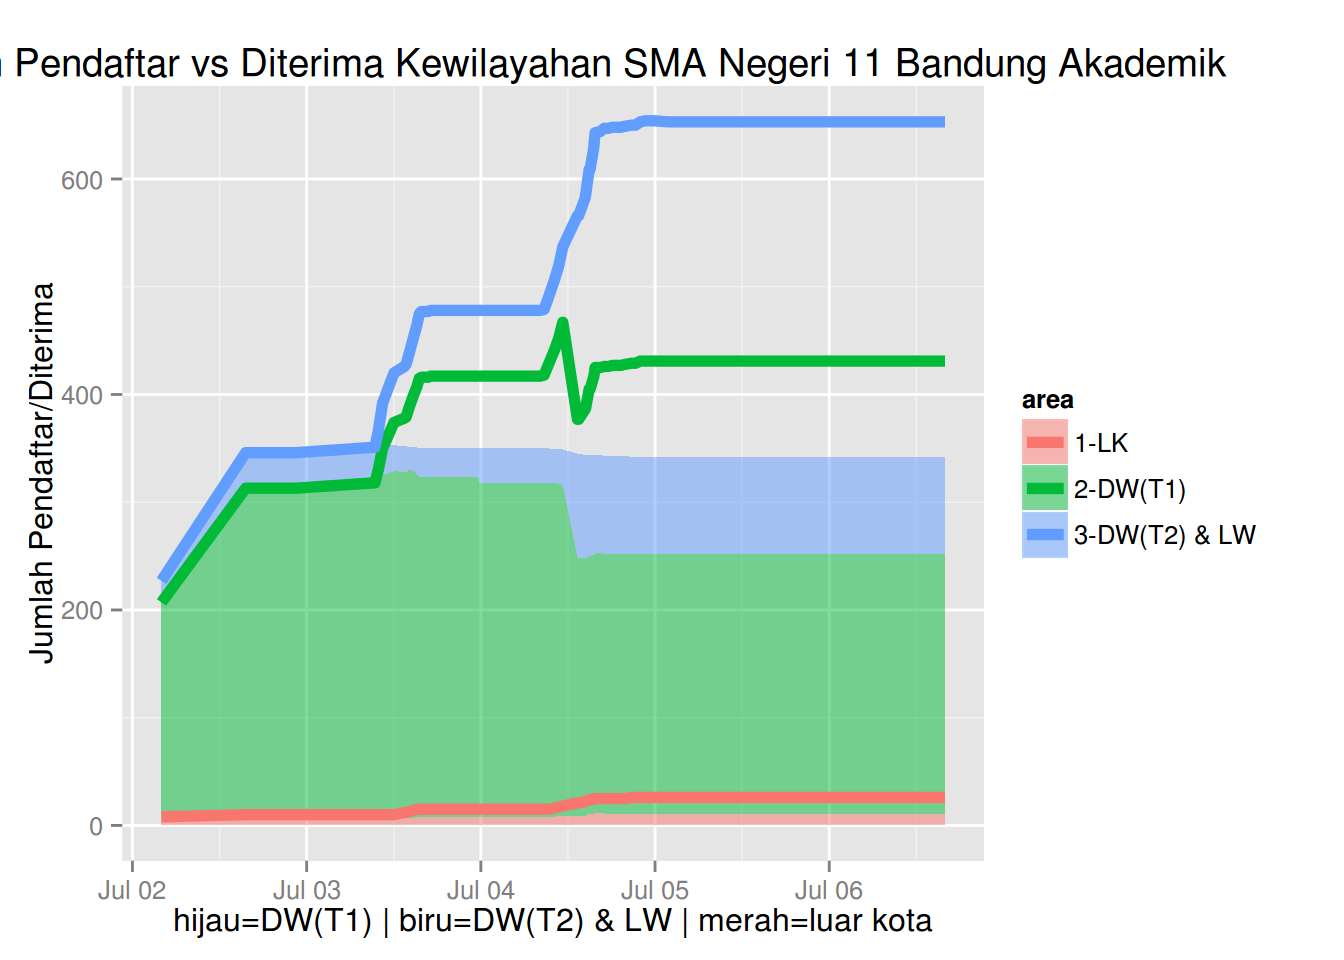 Pendaftar vs Diterima Kewilayahan SMA Negeri 11 Bandung Akademik
Jumlah Pendaftar/Diterima
600
400
200
0
Jul 02
Jul 03
Jul 04
Jul 05
Jul 06
hijau=DW(T1) | biru=DW(T2) & LW | merah=luar kota
area
1-LK
2-DW(T1)
3-DW(T2) & LW